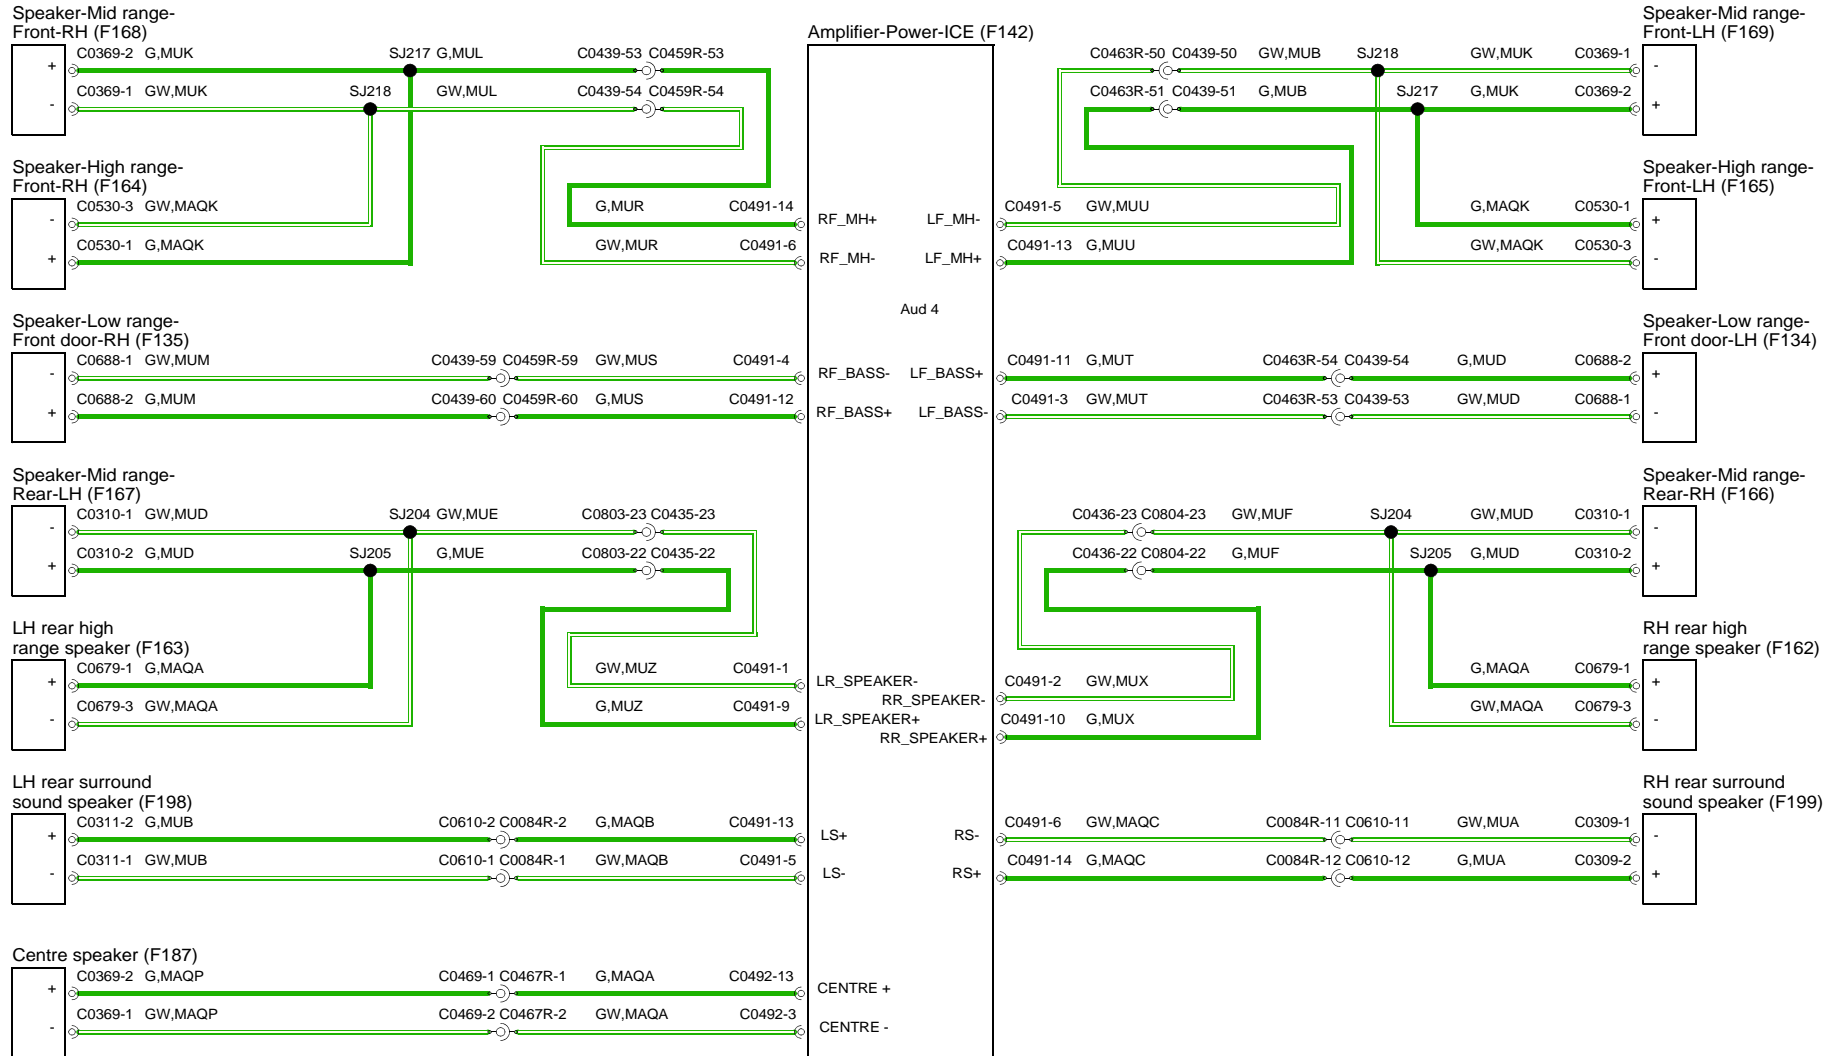 Speaker-Mid range-
Front-RH (F168)
C0369-2 G,MUK SJ217 G,MUL C0439-53 C0459R-53
+
C0369-1 GW,MUK SJ218 GW,MUL C0439-54 C0459R-54
-
Speaker-High range-
Front-RH (F164)
C0530-3 GW,MAQK G,MUR C0491-14
-
C0530-1 G,MAQK GW,MUR C0491-6
+
Speaker-Low range-
Front door-RH (F135)
C0688-1 GW,MUM C0439-59 C0459R-59 GW,MUS C0491-4
-
C0688-2 G,MUM C0439-60 C0459R-60 G,MUS C0491-12
+
Speaker-Mid range-
Rear-LH (F167)
C0310-1 GW,MUD SJ204 GW,MUE C0803-23 C0435-23
-
C0310-2 G,MUD SJ205 G,MUE C0803-22 C0435-22
+
LH rear high
range speaker (F163)
C0679-1 G,MAQA GW,MUZ C0491-1
+
C0679-3 GW,MAQA G,MUZ C0491-9
-
LH rear surround
sound speaker (F198)
C0311-2 G,MUB C0610-2 C0084R-2 G,MAQB C0491-13
+
C0311-1 GW,MUB C0610-1 C0084R-1 GW,MAQB C0491-5
-
Centre speaker (F187)
C0369-2 G,MAQP C0469-1 C0467R-1 G,MAQA C0492-13
+
C0369-1 GW,MAQP C0469-2 C0467R-2 GW,MAQA C0492-3
-
Amplifier-Power-ICE (F142)
RF_MH+ LF_MH-
RF_MH- LF_MH+
Aud 4
RF_BASS- LF_BASS+
RF_BASS+ LF_BASS-
LR_SPEAKER-
RR_SPEAKER-
LR_SPEAKER+
RR_SPEAKER+
LS+ RS-
LS- RS+
CENTRE +
CENTRE -
Speaker-Mid range-
Front-LH (F169)
C0463R-50 C0439-50 GW,MUB SJ218 GW,MUK C0369-1
-
C0463R-51 C0439-51 G,MUB SJ217 G,MUK C0369-2
+
Speaker-High range-
Front-LH (F165)
C0491-5 GW,MUU G,MAQK C0530-1
+
C0491-13 G,MUU GW,MAQK C0530-3
-
Speaker-Low range-
Front door-LH (F134)
C0491-11 G,MUT C0463R-54 C0439-54 G,MUD C0688-2
+
C0491-3 GW,MUT C0463R-53 C0439-53 GW,MUD C0688-1
-
Speaker-Mid range-
Rear-RH (F166)
C0436-23 C0804-23 GW,MUF SJ204 GW,MUD C0310-1
-
C0436-22 C0804-22 G,MUF SJ205 G,MUD C0310-2
+
RH rear high
range speaker (F162)
C0491-2 GW,MUX G,MAQA C0679-1
+
C0491-10 G,MUX GW,MAQA C0679-3
-
RH rear surround
sound speaker (F199)
C0491-6 GW,MAQC C0084R-11 C0610-11 GW,MUA C0309-1
-
C0491-14 G,MAQC C0084R-12 C0610-12 G,MUA C0309-2
+